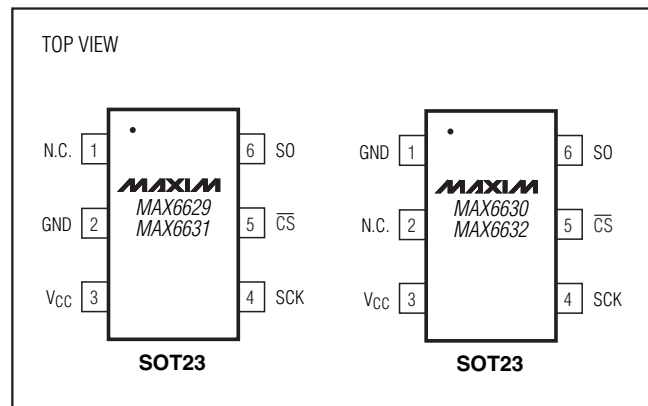 TOP VIEW
N.C. 1
GND 2
VCC 3
MAXIM
MAX6629
MAX6631
6 SO
5 CS
4 SCK
SOT23
GND 1
N.C. 2
VCC 3
MAXIM
MAX6630
MAX6632
6 SO
5 CS
4 SCK
SOT23